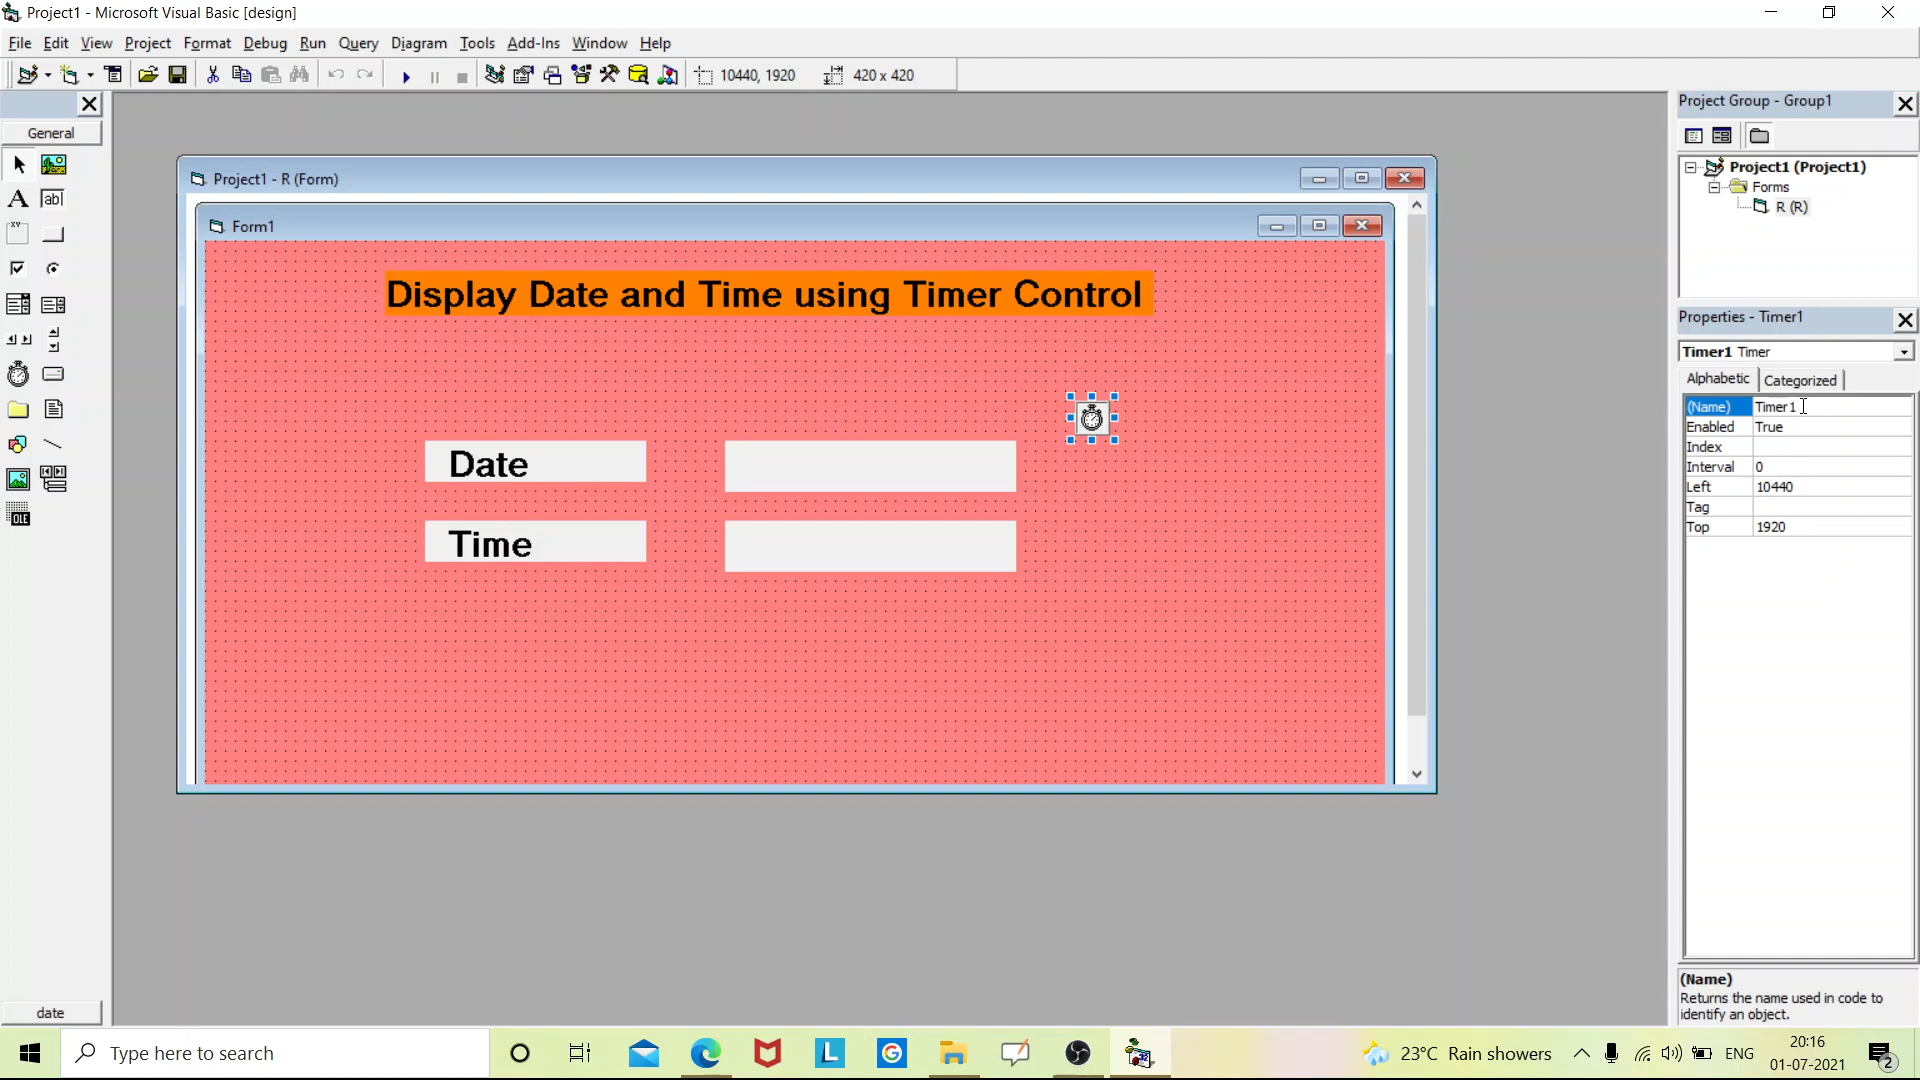 Project1 - Microsoft Visual Basic [design]
File Edit View Project Format Debug Run Query Diagram Tools Add-Ins Window Help
10440, 1920 420 x 420
General
Project Group - Group1
Project1 (Project1)
Forms
R (R)
Project1 - R (Form)
Form1
Display Date and Time using Timer Control
Date
Time
Properties - Timer1
Timer1 Timer
Alphabetic Categorized
(Name) Timer1
Enabled True
Index
Interval 0
Left 10440
Tag
Top 1920
(Name)
Returns the name used in code to
identify an object.
A
ab|
XY
OLE
date
Type here to search
L
G
23°C Rain showers
ENG
20:16
01-07-2021
2